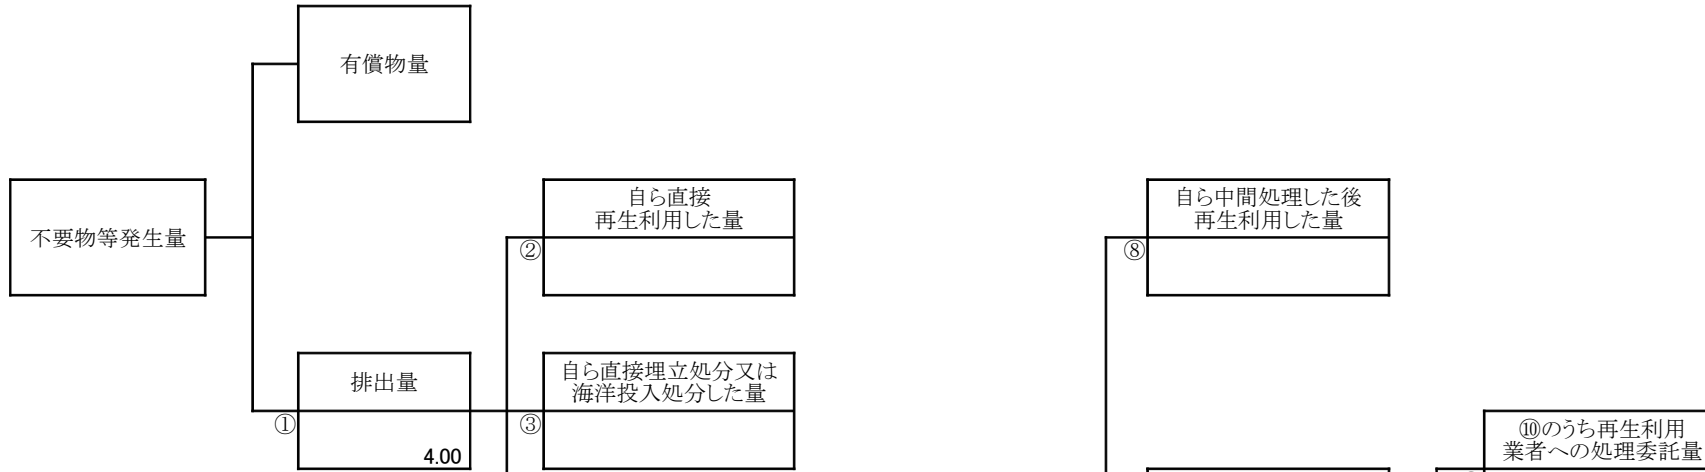 有償物量
不要物等発生量
自ら直接
再生利用した量
②
自ら中間処理した後
再生利用した量
⑧
排出量
①
4.00
自ら直接埋立処分又は
海洋投入処分した量
③
⑩のうち再生利用
業者への処理委託量